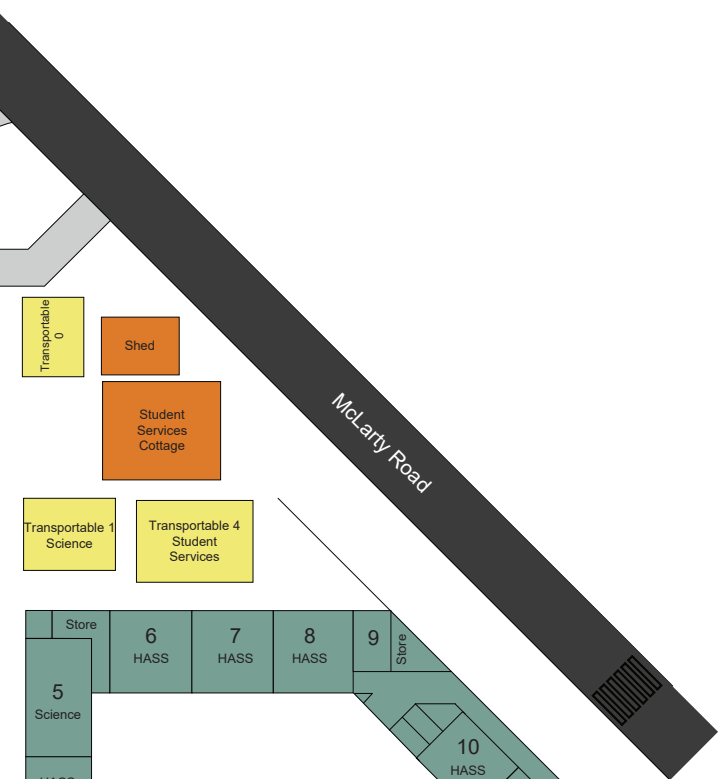 Transportable
0
Shed
Student
Services
Cottage
McLarty Road
Transportable 1
Science
Transportable 4
Student
Services
Store
6
HASS
7
HASS
8
HASS
9
Store
5
Science
10
HASS
HASS